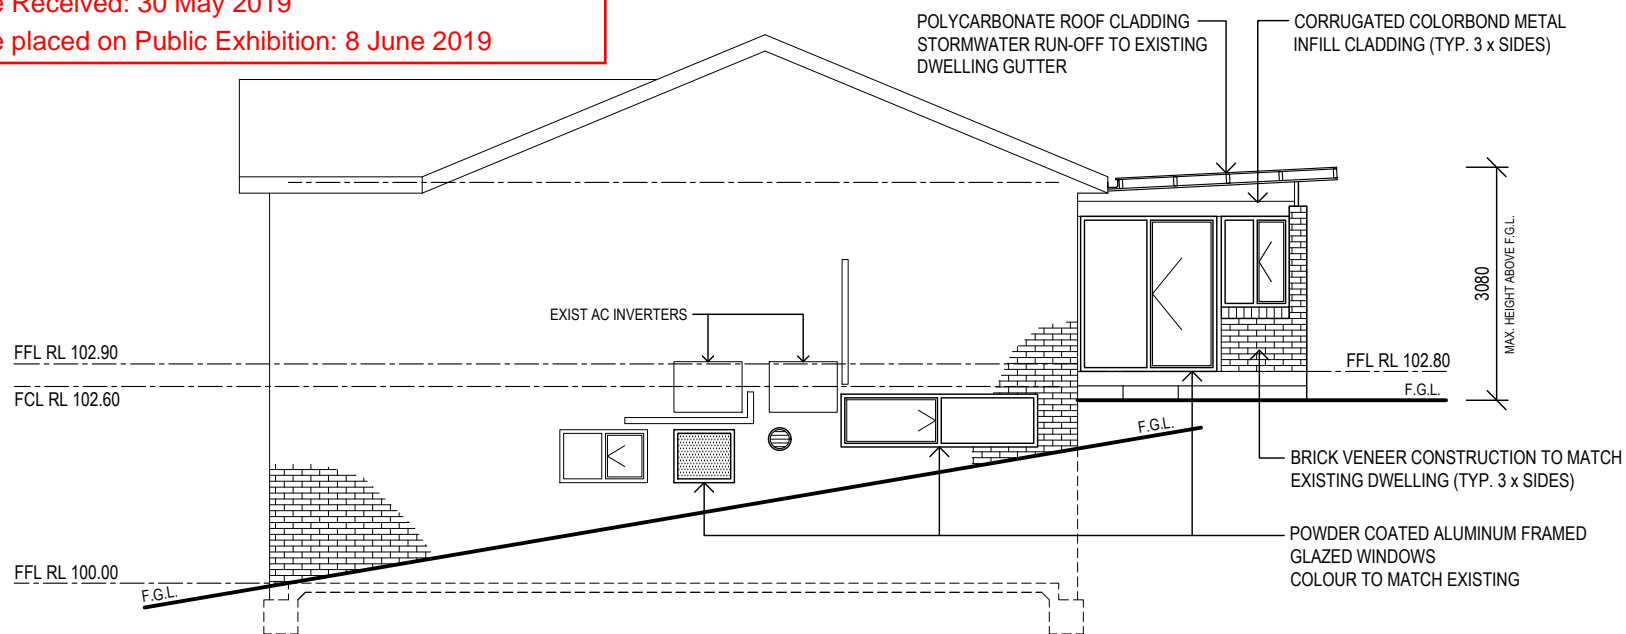 Received: 30 May 2019
e placed on Public Exhibition: 8 June 2019
POLYCARBONATE ROOF CLADDING
STORMWATER RUN-OFF TO EXISTING
DWELLING GUTTER
CORRUGATED COLORBOND METAL
INFILL CLADDING (TYP. 3 x SIDES)
EXIST AC INVERTERS
3080
MAX. HEIGHT ABOVE F.G.L.
FFL RL 102.90
FCL RL 102.60
FFL RL 102.80
F.G.L.
F.G.L.
BRICK VENEER CONSTRUCTION TO MATCH
EXISTING DWELLING (TYP. 3 x SIDES)
POWDER COATED ALUMINUM FRAMED
GLAZED WINDOWS
COLOUR TO MATCH EXISTING
FFL RL 100.00
F.G.L.